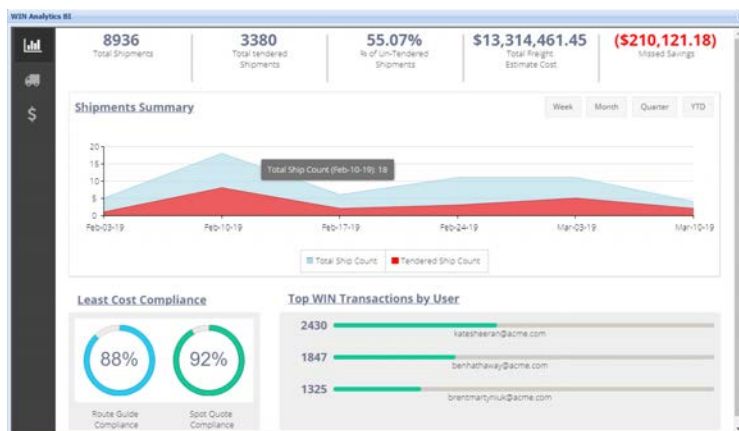 WIN Analytics BI
8936
Total Shipments
3380
Total tendered
Shipments
55.07%
% of Un-Tendered
Shipments
$13,314,461.45
Total Freight
Estimate Cost
($210,121.18)
Missed Savings
Shipments Summary
Week Month Quarter YTD
20
15
10
5
0
Total Ship Count (Feb-10-19): 18
Feb-03-19 Feb-10-19 Feb-17-19 Feb-24-19 Mar-03-19 Mar-10-19
Total Ship Count Tendered Ship Count
Least Cost Compliance
88%
Route Guide
Compliance
92%
Spot Quote
Compliance
Top WIN Transactions by User
2430
katesheeran@acme.com
1847
benhathaway@acme.com
1325
brentmartyniuk@acme.com